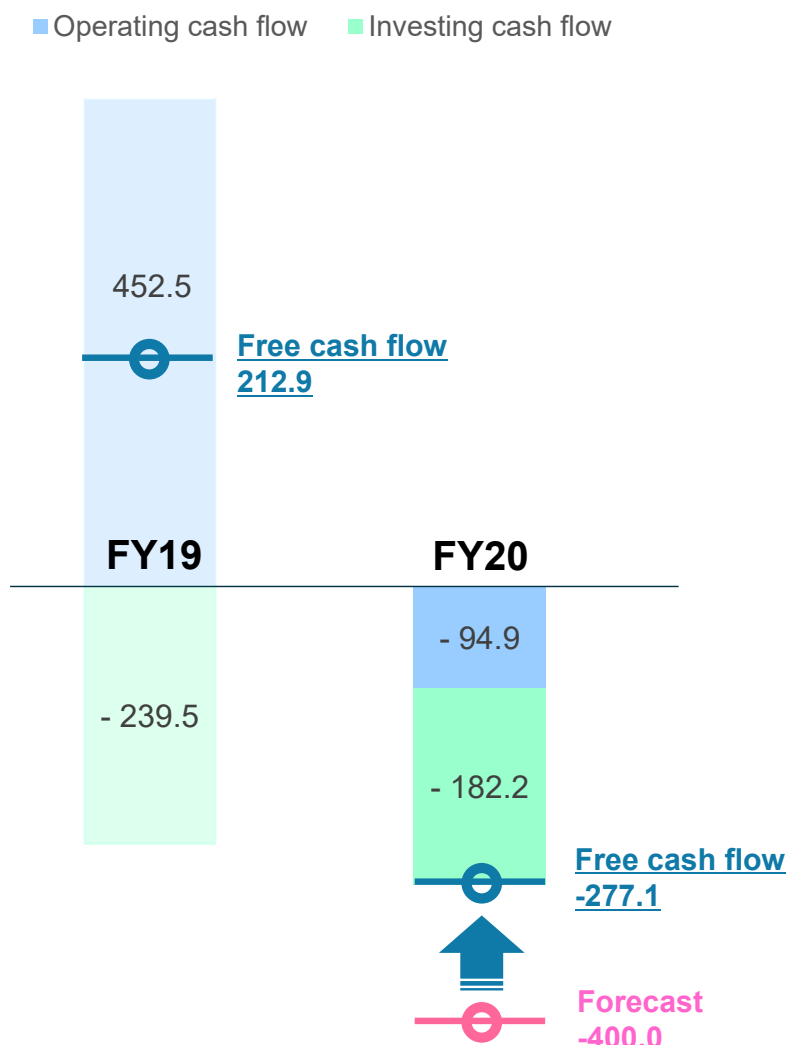 Operating cash flow Investing cash flow
452.5
Free cash flow
212.9
FY19 FY20
- 94.9
- 239.5
- 182.2
Free cash flow
-277.1
Forecast
-400.0